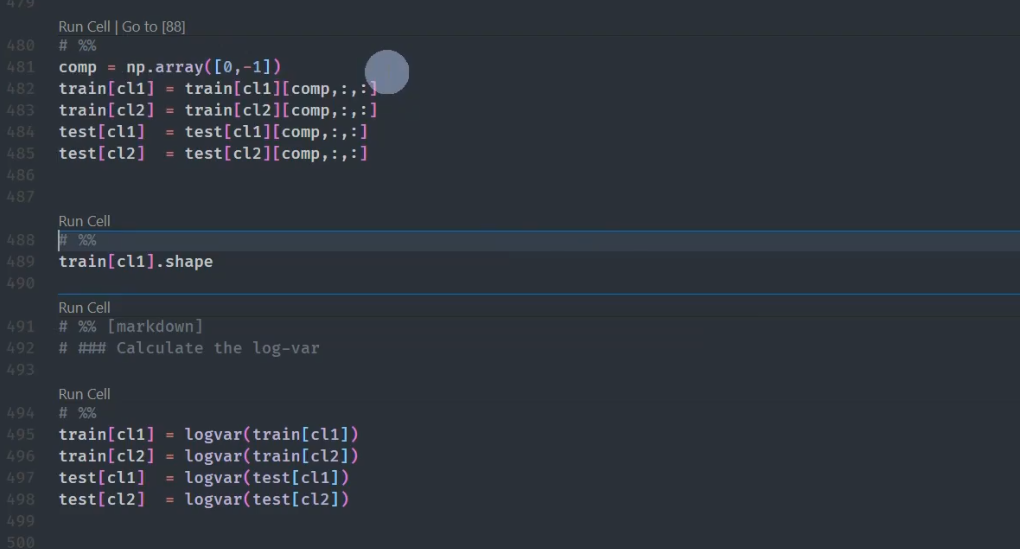 479
Run Cell | Go to [88]
480 # %%
481 comp = np.array([0,-1])
482 train[cl1] = train[cl1][comp,:,:]
483 train[cl2] = train[cl2][comp,:,:]
484 test[cl1]  = test[cl1][comp,:,:]
485 test[cl2]  = test[cl2][comp,:,:]
486
487
Run Cell
488 # %%
489 train[cl1].shape
490
Run Cell
491 # %% [markdown]
492 # ### Calculate the log-var
493
Run Cell
494 # %%
495 train[cl1] = logvar(train[cl1])
496 train[cl2] = logvar(train[cl2])
497 test[cl1]  = logvar(test[cl1])
498 test[cl2]  = logvar(test[cl2])
499
500